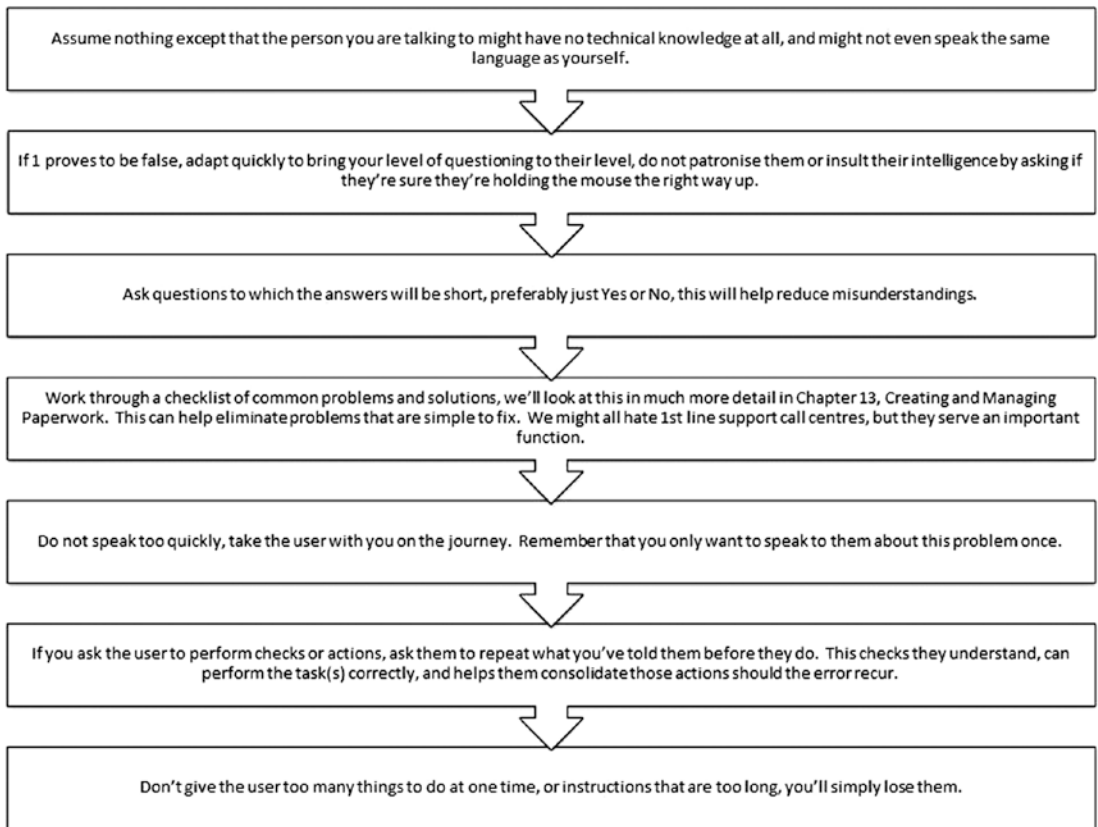 Assume nothing except that the person you are talking to might have no technical knowledge at all, and might not even speak the same
language as yourself.
If 1 proves to be false, adapt quickly to bring your level of questioning to their level, do not patronise them or insult their intelligence by asking if
they're sure they're holding the mouse the right way up.
Ask questions to which the answers will be short, preferably just Yes or No, this will help reduce misunderstandings.
Work through a checklist of common problems and solutions, we'll look at this in much more detail in Chapter 13, Creating and Managing
Paperwork. This can help eliminate problems that are simple to fix. We might all hate 1st line support call centres, but they serve an important
function.
Do not speak too quickly, take the user with you on the journey. Remember that you only want to speak to them about this problem once.
If you ask the user to perform checks or actions, ask them to repeat what you've told them before they do. This checks they understand, can
perform the task(s) correctly, and helps them consolidate those actions should the error recur.
Don't give the user too many things to do at one time, or instructions that are too long, you'll simply lose them.